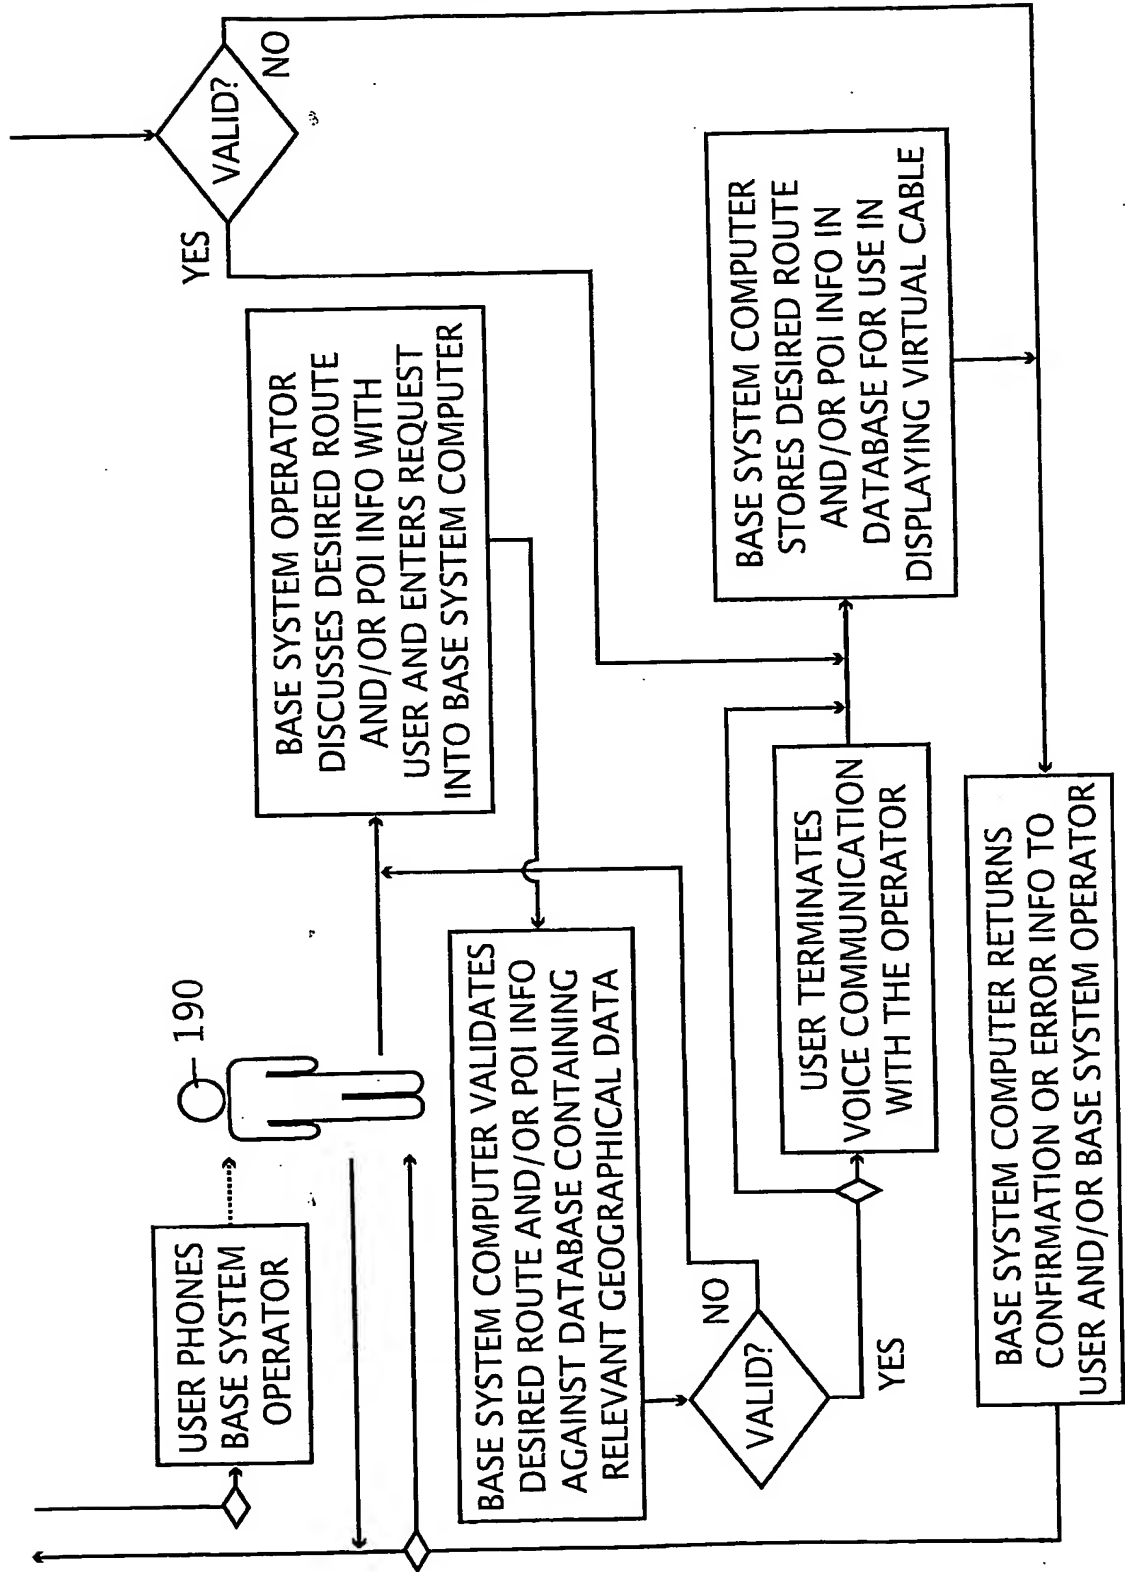 USER PHONES
BASE SYSTEM
OPERATOR
190
BASE SYSTEM OPERATOR
DISCUSSES DESIRED ROUTE
AND/OR POI INFO WITH
USER AND ENTERS REQUEST
INTO BASE SYSTEM COMPUTER
YES
VALID?
NO
BASE SYSTEM COMPUTER VALIDATES
DESIRED ROUTE AND/OR POI INFO
AGAINST DATABASE CONTAINING
RELEVANT GEOGRAPHICAL DATA
VALID?
NO
YES
USER TERMINATES
VOICE COMMUNICATION
WITH THE OPERATOR
BASE SYSTEM COMPUTER
STORES DESIRED ROUTE
AND/OR POI INFO IN
DATABASE FOR USE IN
DISPLAYING VIRTUAL CABLE
BASE SYSTEM COMPUTER RETURNS
CONFIRMATION OR ERROR INFO TO
USER AND/OR BASE SYSTEM OPERATOR